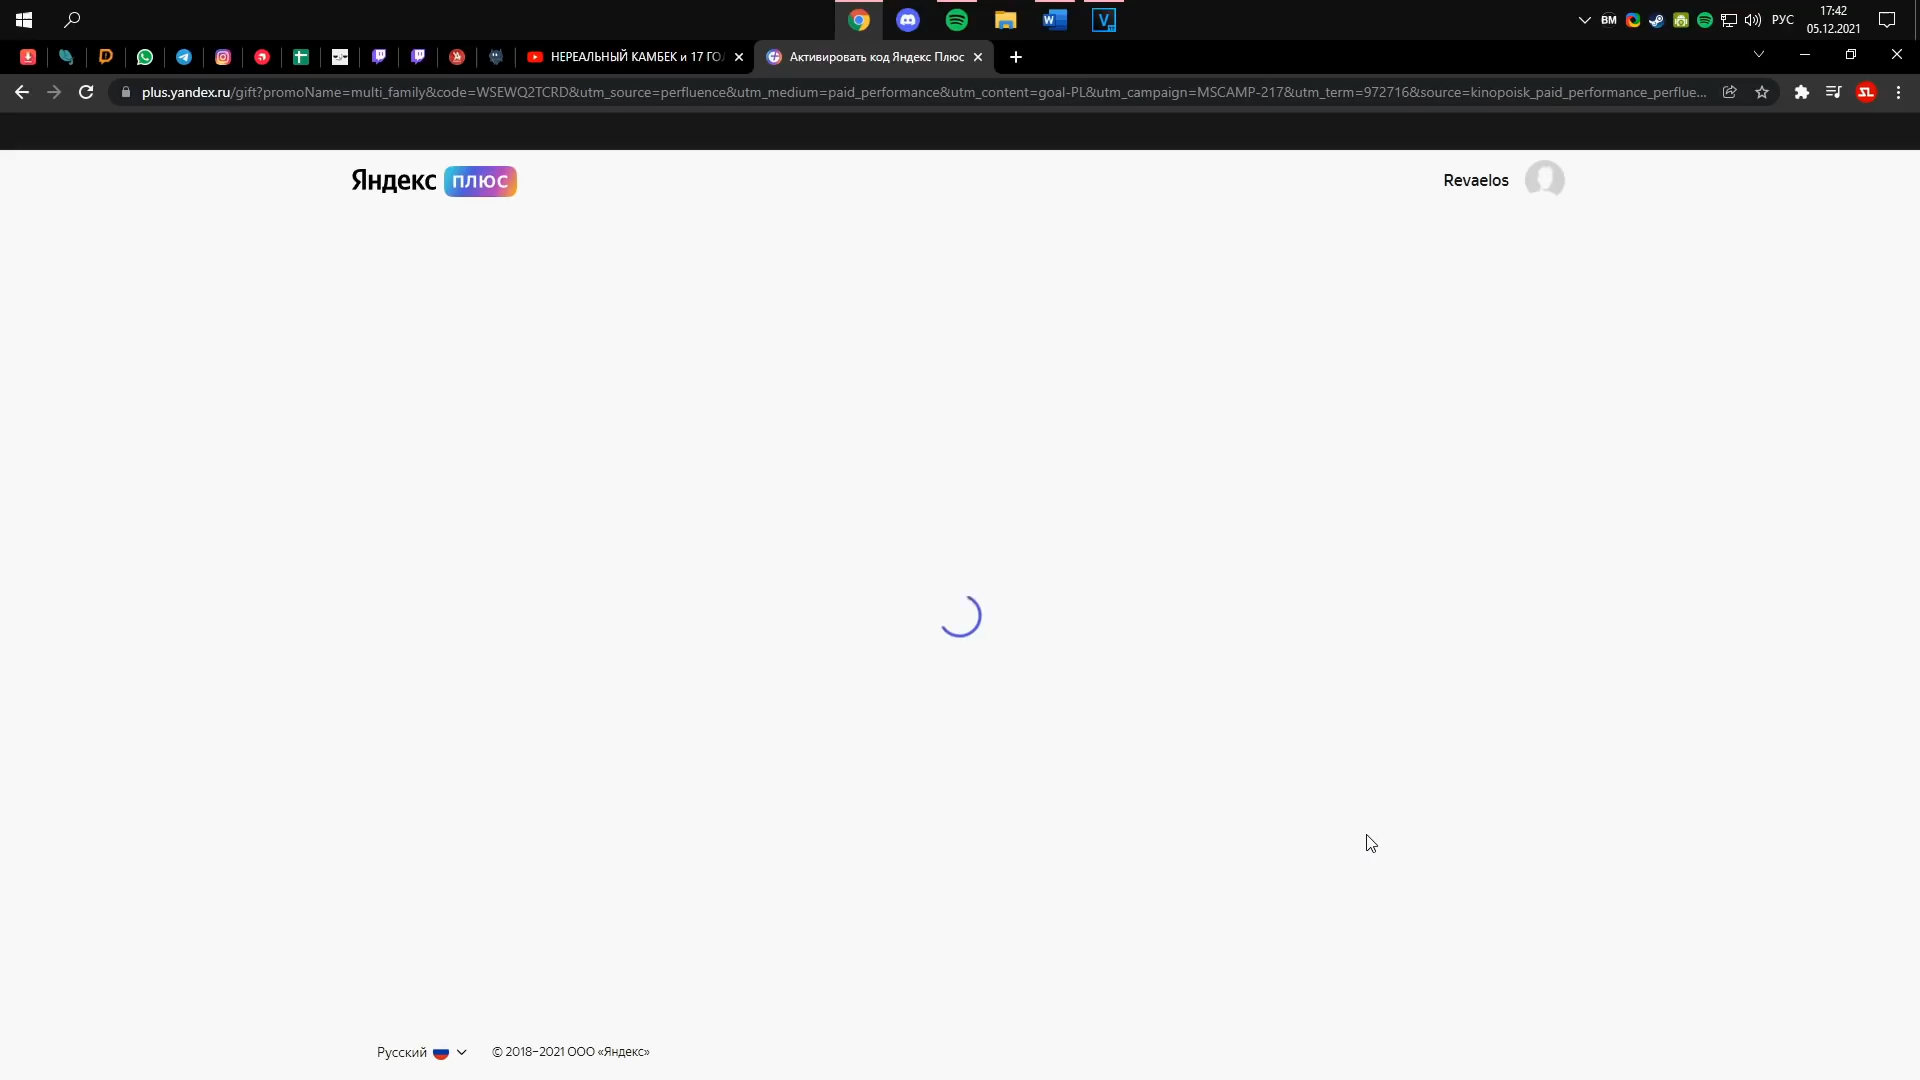 ВМ
РУС
17:42
05.12.2021
НЕРЕАЛЬНЫЙ КАМБЕК и 17 ГО
Активировать код Яндекс Плюс
plus.yandex.ru/gift?promoName=multi_family&code=WSEWQ2TCRD&utm_source=perfluence&utm_medium=paid_performance&utm_content=goal-PL&utm_campaign=MSCAMP-217&utm_term=972716&source=kinopoisk_paid_performance_perflue...
Яндекс плюс
Revaelos
Русский
© 2018–2021 ООО «Яндекс»